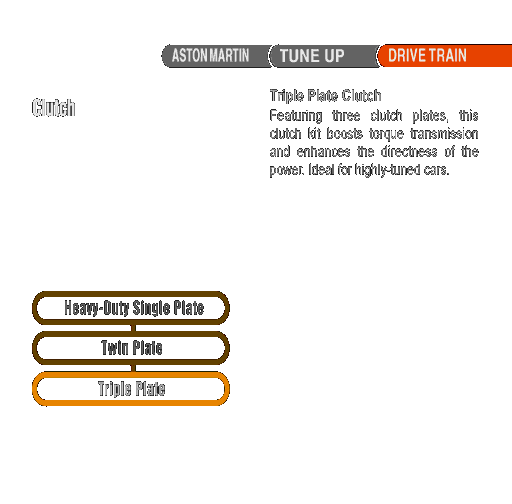 ASTON MARTIN TUNE UP DRIVE TRAIN
Clutch
Triple Plate Clutch
Featuring three clutch plates, this
clutch kit boosts torque transmission
and enhances the directness of the
power. Ideal for highly-tuned cars.
Heavy-Duty Single Plate
Twin Plate
Triple Plate